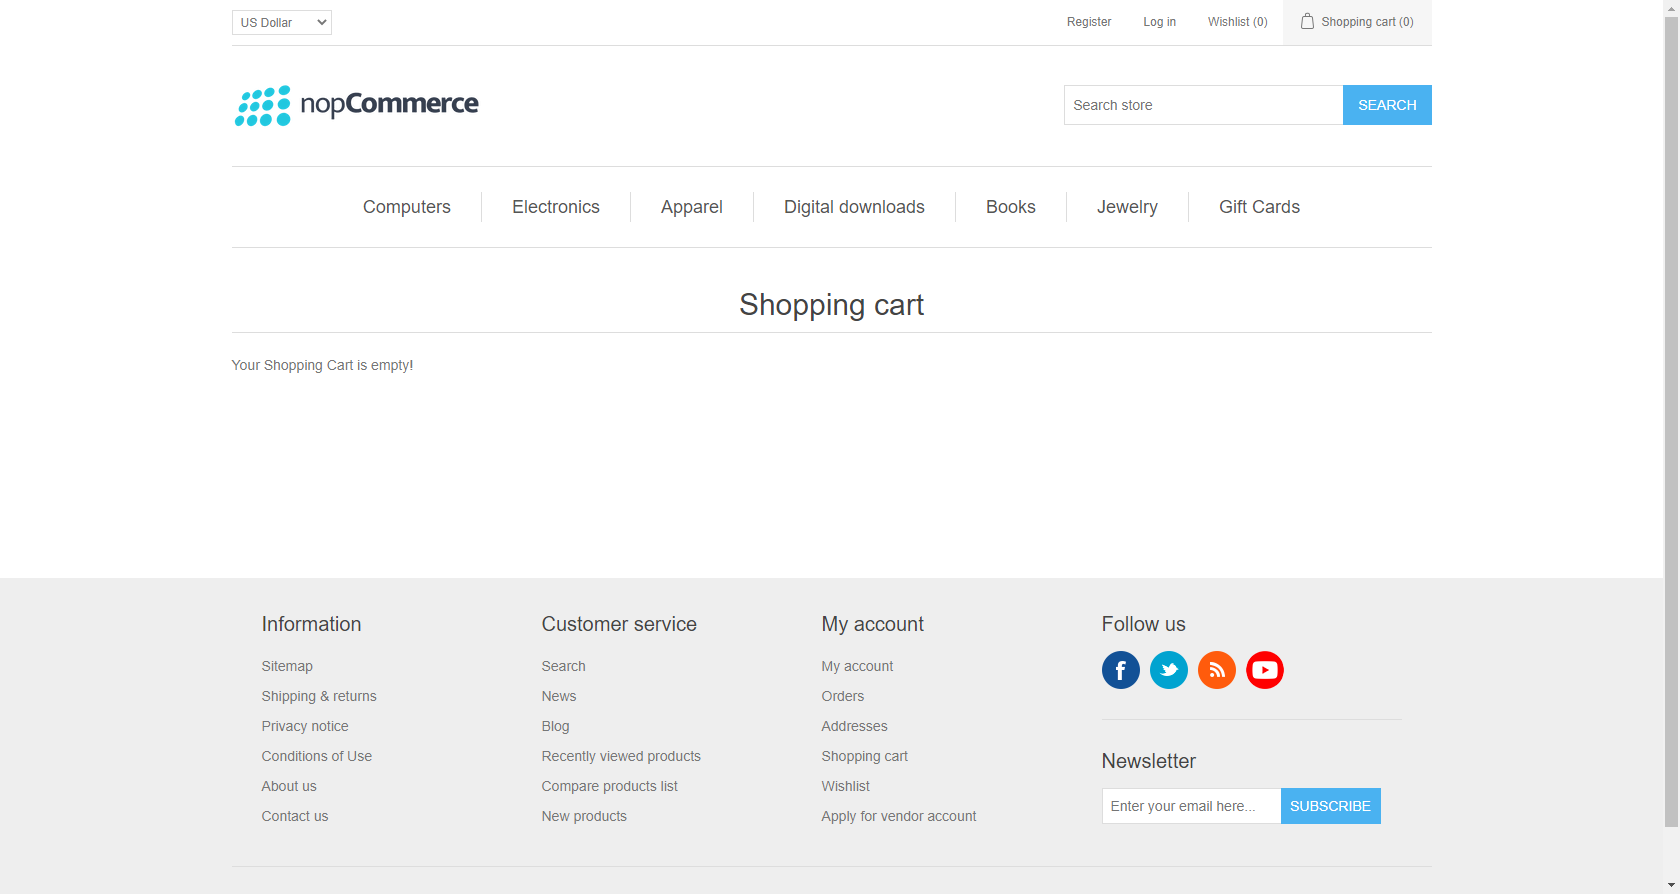 US Dollar
Register
Log in
Wishlist (0)
Shopping cart (0)
nopCommerce
Search store
SEARCH
Computers
Electronics
Apparel
Digital downloads
Books
Jewelry
Gift Cards
Shopping cart
Your Shopping Cart is empty!
Information
Sitemap
Shipping & returns
Privacy notice
Conditions of Use
About us
Contact us
Customer service
Search
News
Blog
Recently viewed products
Compare products list
New products
My account
My account
Orders
Addresses
Shopping cart
Wishlist
Apply for vendor account
Follow us
Newsletter
Enter your email here...
SUBSCRIBE